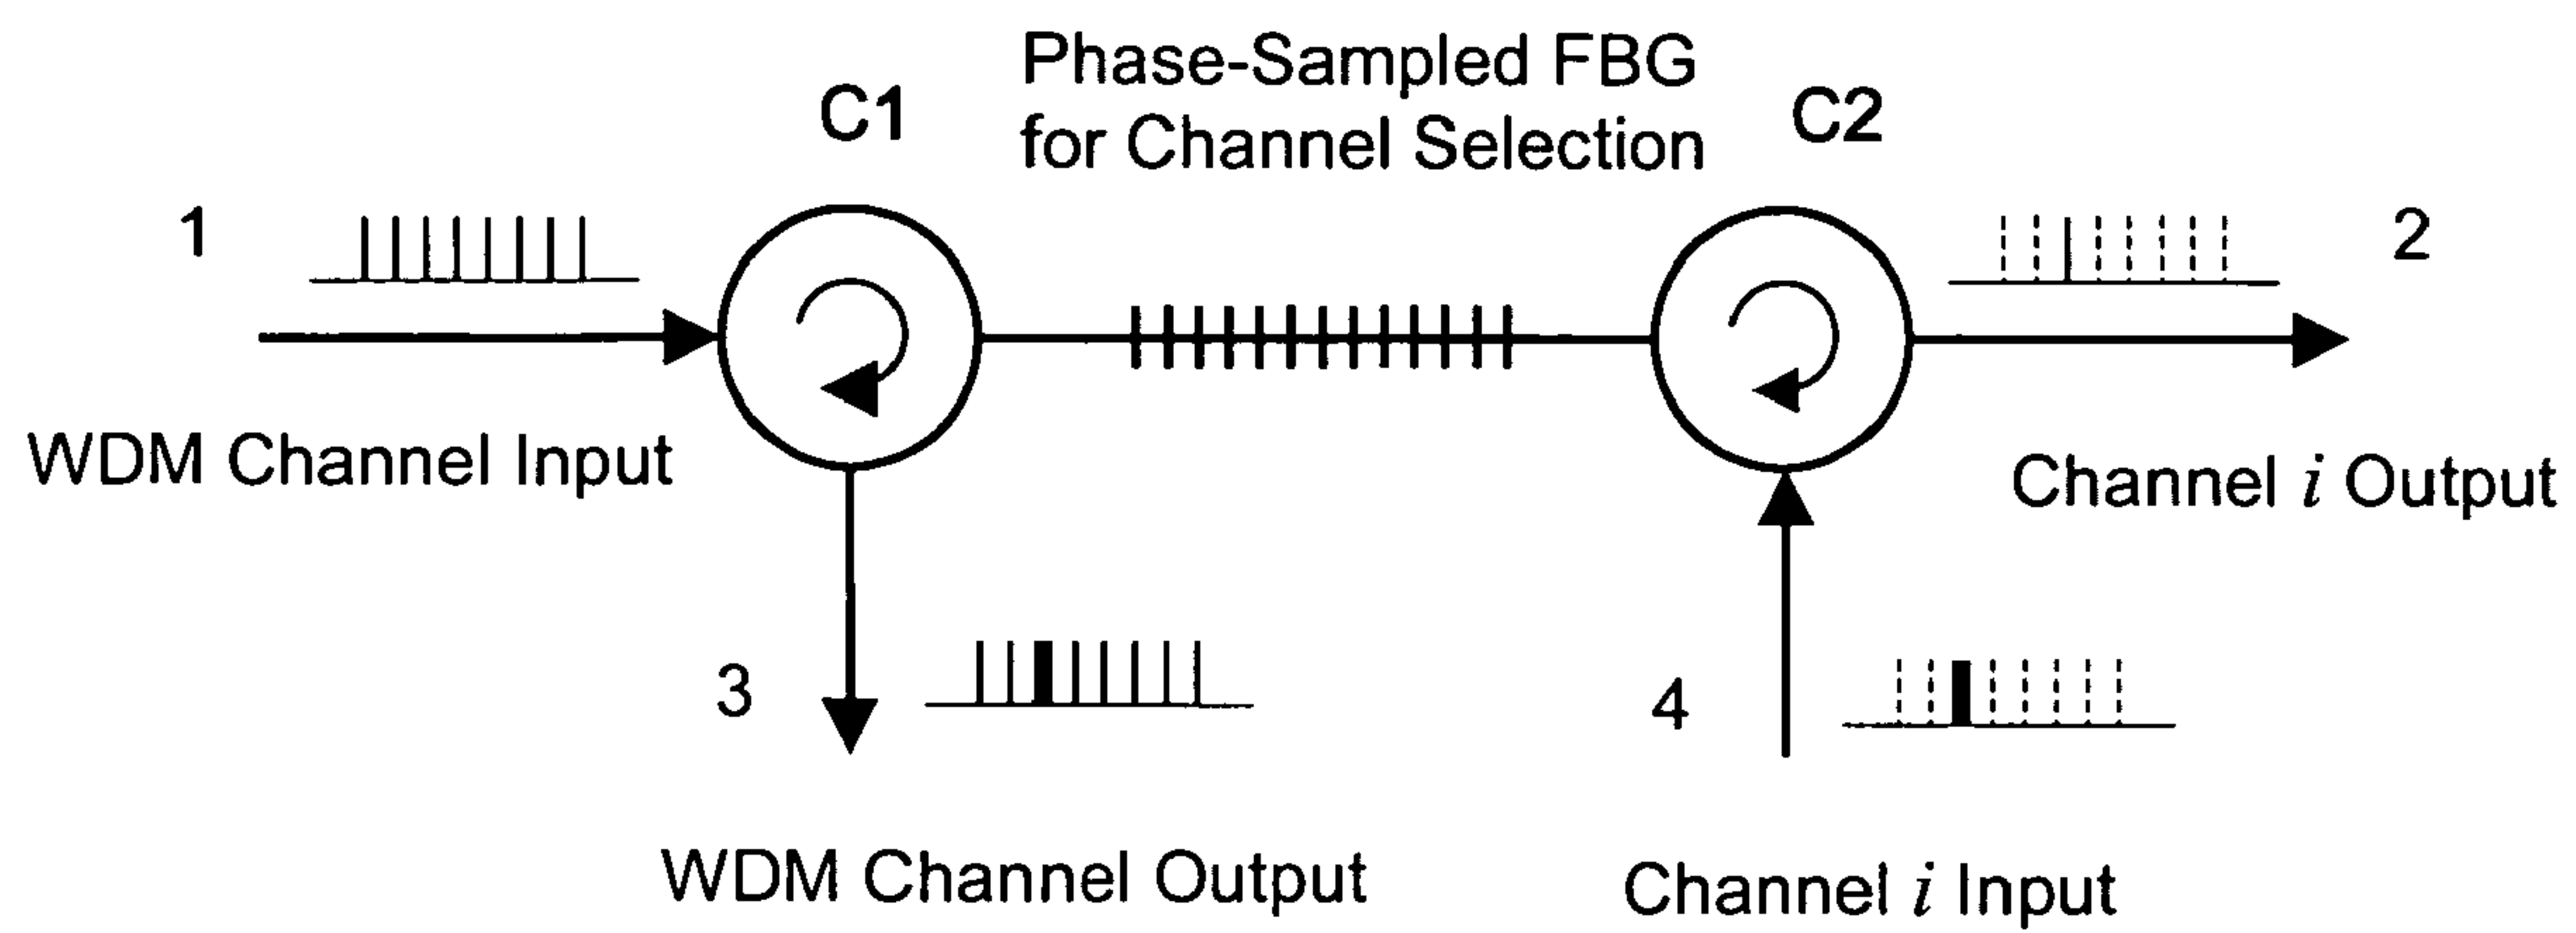 Phase-Sampled FBG
for Channel Selection
C1
C2
1
2
WDM Channel Input
Channel i Output
3
4
WDM Channel Output
Channel i Input